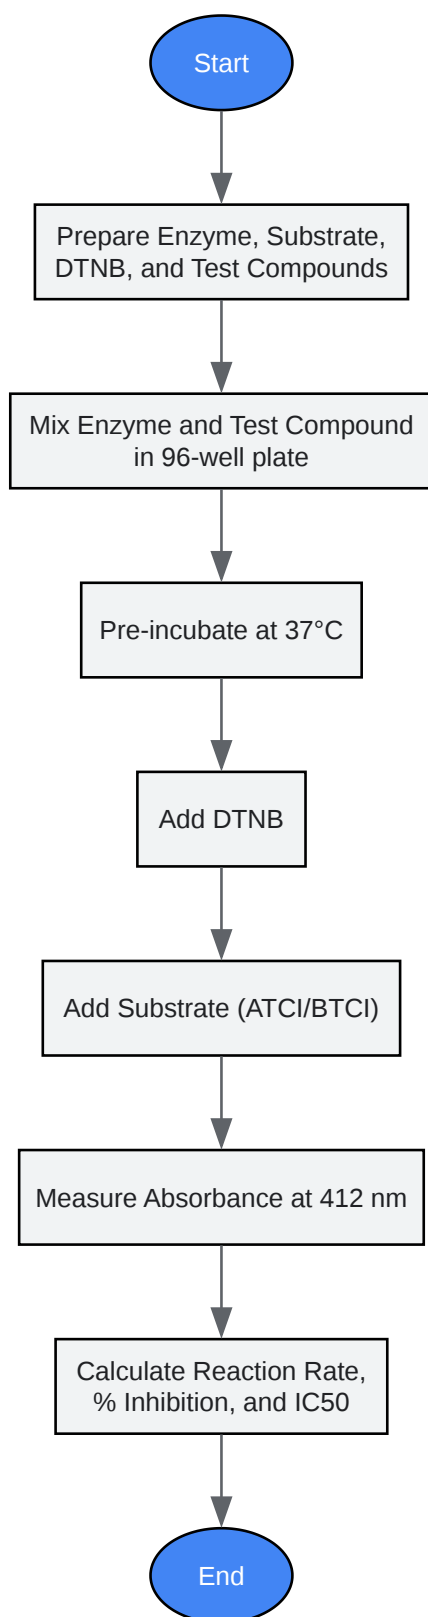 Start
Prepare Enzyme, Substrate,
DTNB, and Test Compounds
Mix Enzyme and Test Compound
in 96-well plate
Pre-incubate at 37°C
Add DTNB
Add Substrate (ATCI/BTCI)
Measure Absorbance at 412 nm
Calculate Reaction Rate,
% Inhibition, and IC50
End